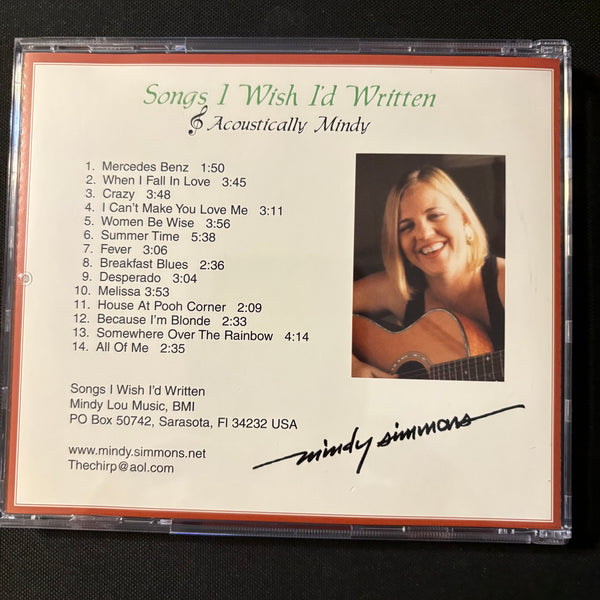 Songs I Wish I'd Written
Acoustically Mindy
1. Mercedes Benz 1:50
2. When I Fall In Love 3:45
3. Crazy 3:48
4. I Can't Make You Love Me 3:11
5. Women Be Wise 3:56
6. Summer Time 5:38
7. Fever 3:06
8. Breakfast Blues 2:36
9. Desperado 3:04
10. Melissa 3:53
11. House At Pooh Corner 2:09
12. Because I'm Blonde 2:33
13. Somewhere Over The Rainbow 4:14
14. All Of Me 2:35
Songs I Wish I'd Written
Mindy Lou Music, BMI
PO Box 50742, Sarasota, Fl 34232 USA
www.mindy.simmons.net
Thechirp@aol.com
mindy simmons